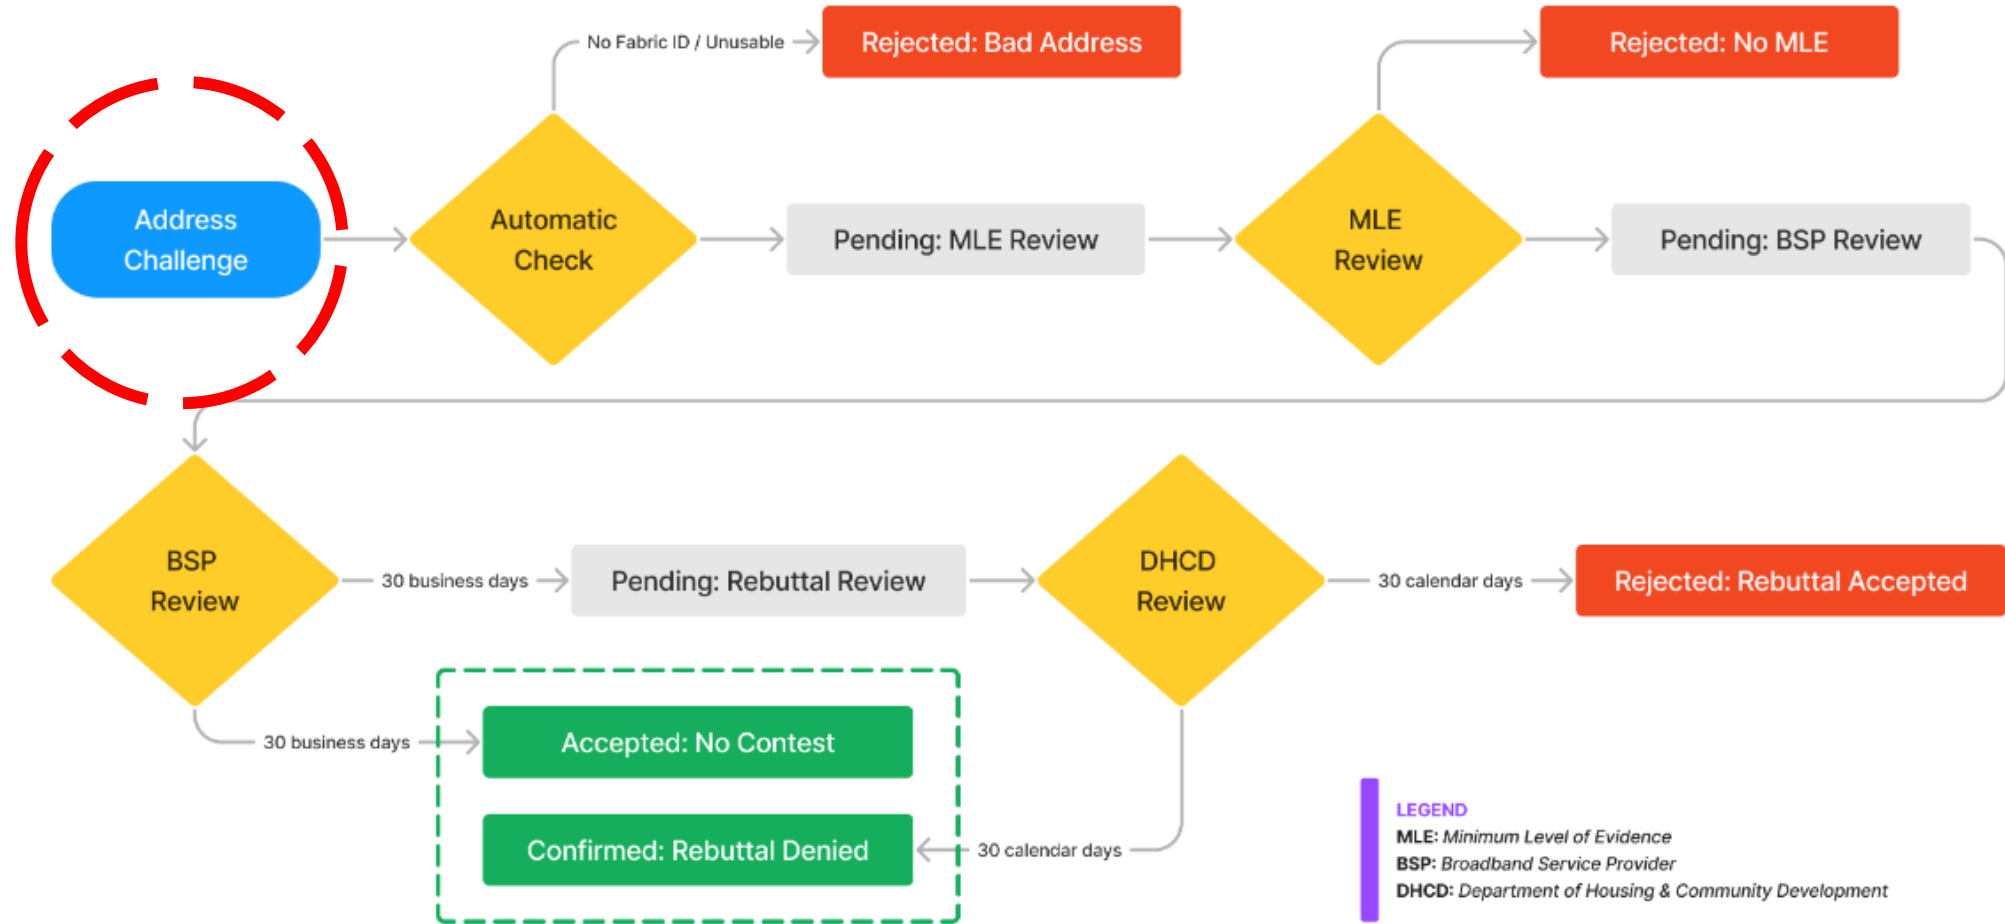 No Fabric ID / Unusable
Rejected: Bad Address
Rejected: No MLE
Address
Challenge
Automatic
Check
Pending: MLE Review
MLE
Review
Pending: BSP Review
BSP
Review
30 business days
Pending: Rebuttal Review
DHCD
Review
30 calendar days
Rejected: Rebuttal Accepted
30 business days
Accepted: No Contest
Confirmed: Rebuttal Denied
30 calendar days
LEGEND
MLE: Minimum Level of Evidence
BSP: Broadband Service Provider
DHCD: Department of Housing & Community Development